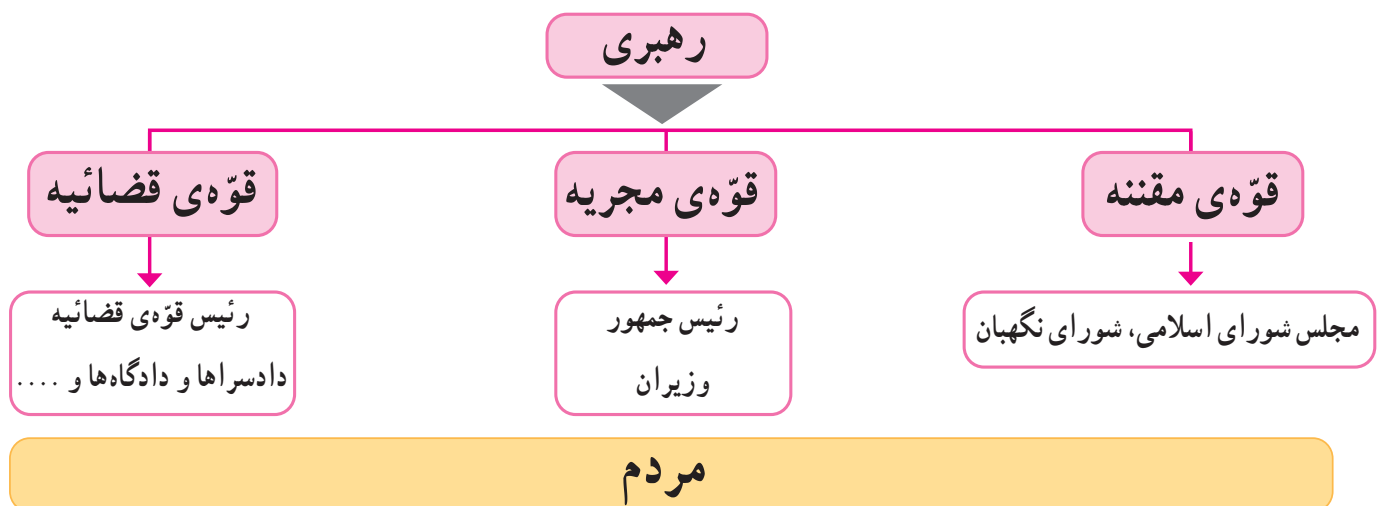 رهبری
قوّه‌ی مقننه
قوّه‌ی مجریه
قوّه‌ی قضائیه
مجلس شورای اسلامی، شورای نگهبان
رئیس جمهور
وزیران
رئیس قوّه‌ی قضائیه
دادسراها و دادگاه‌ها و ....
مردم